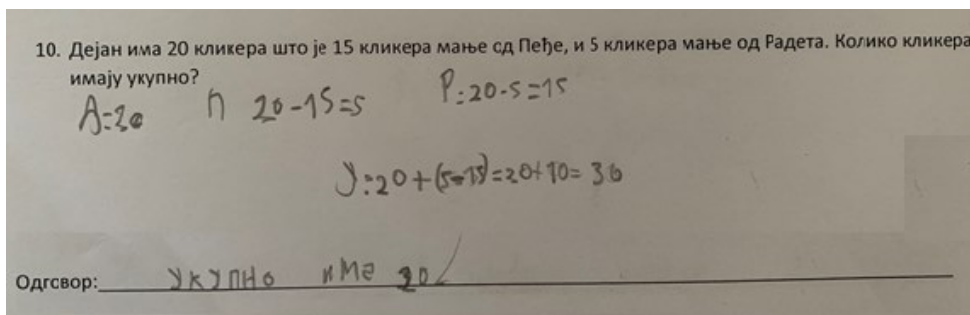 10. Дејан има 20 кликера што је 15 кликера мање од Пеђе, и 5 кликера мање од Радета. Колико кликера
имају укупно?
Д=20 П 20-15=5 Р=20-5=15
У=20+(5-15)=20+10=30
Одговор: УКУПНО име 30